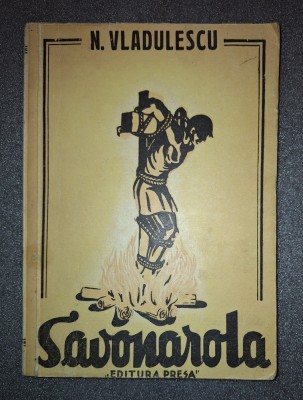 N. VLADULESCU
Savonarola
„EDITURA PRESA"